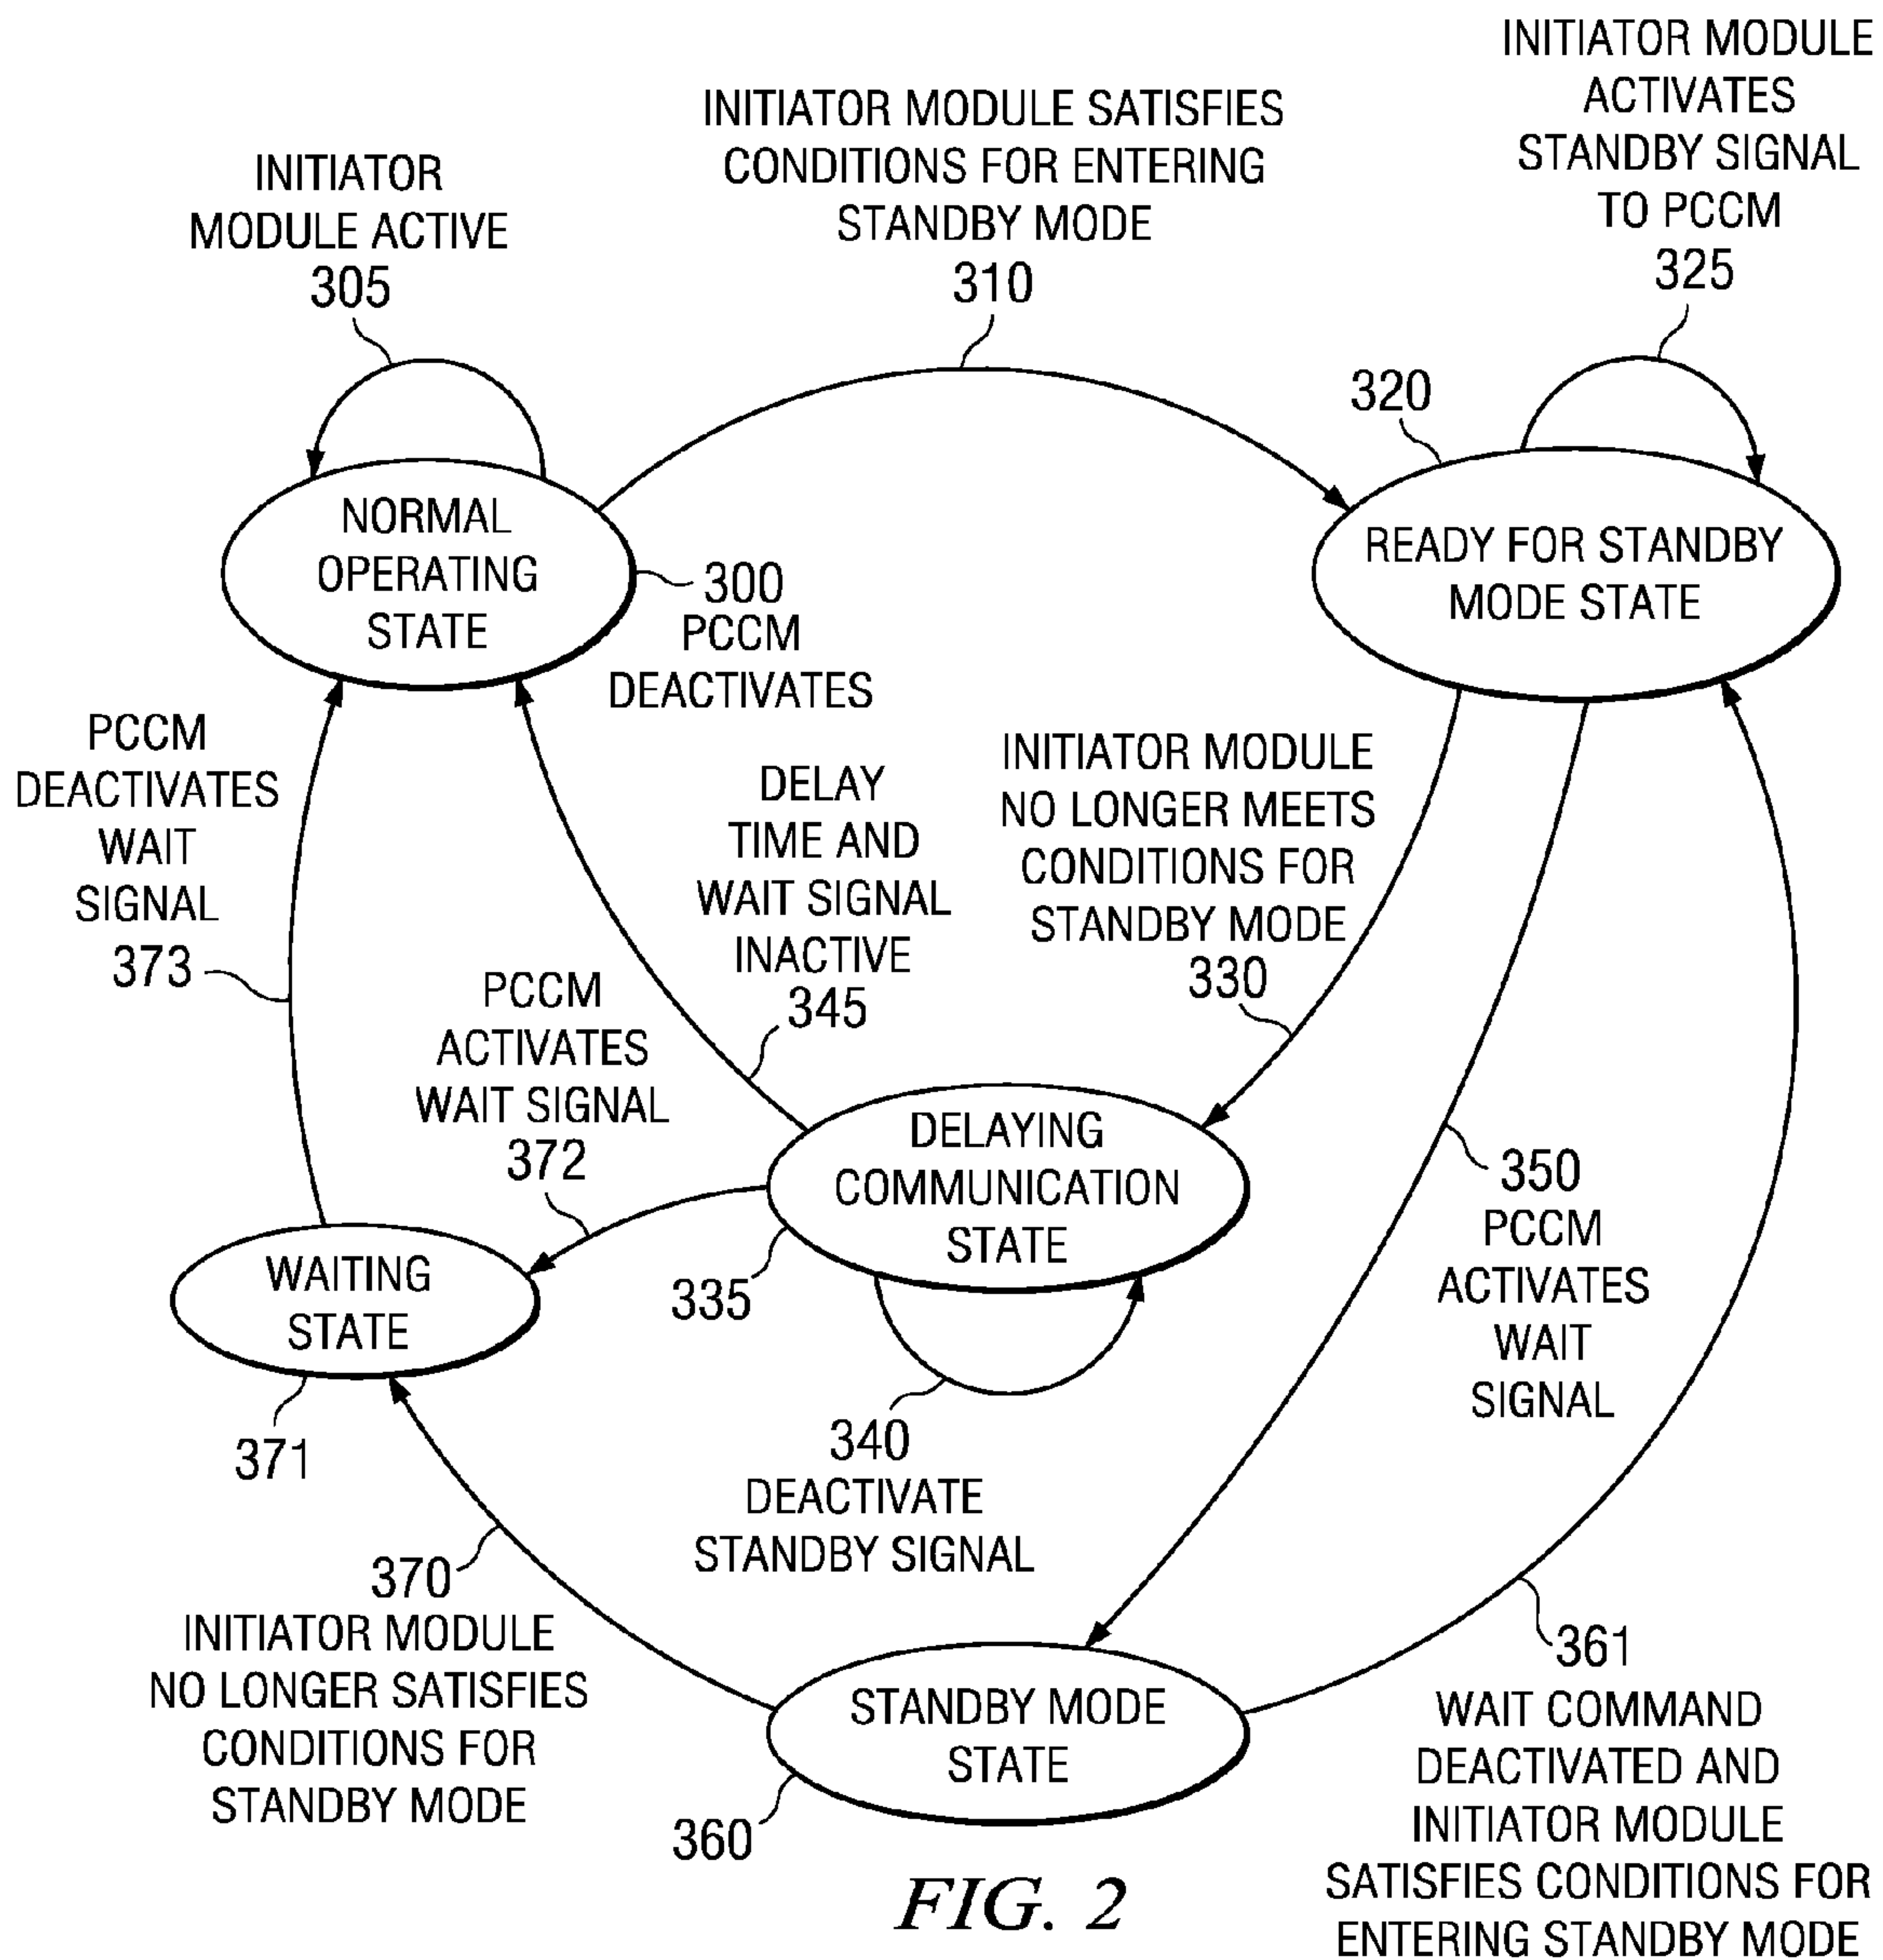 INITIATOR MODULE
ACTIVATES
STANDBY SIGNAL
TO PCCM
325
INITIATOR MODULE SATISFIES
CONDITIONS FOR ENTERING
STANDBY MODE
310
INITIATOR
MODULE ACTIVE
305
320
NORMAL
OPERATING
STATE
300
PCCM
DEACTIVATES
READY FOR STANDBY
MODE STATE
PCCM
DEACTIVATES
WAIT
SIGNAL
373
DELAY
TIME AND
WAIT SIGNAL
INACTIVE
345
INITIATOR MODULE
NO LONGER MEETS
CONDITIONS FOR
STANDBY MODE
330
PCCM
ACTIVATES
WAIT SIGNAL
372
DELAYING
COMMUNICATION
STATE
335
350
PCCM
ACTIVATES
WAIT
SIGNAL
WAITING
STATE
371
340
DEACTIVATE
STANDBY SIGNAL
370
INITIATOR MODULE
NO LONGER SATISFIES
CONDITIONS FOR
STANDBY MODE
STANDBY MODE
STATE
360
361
WAIT COMMAND
DEACTIVATED AND
INITIATOR MODULE
SATISFIES CONDITIONS FOR
ENTERING STANDBY MODE
FIG. 2